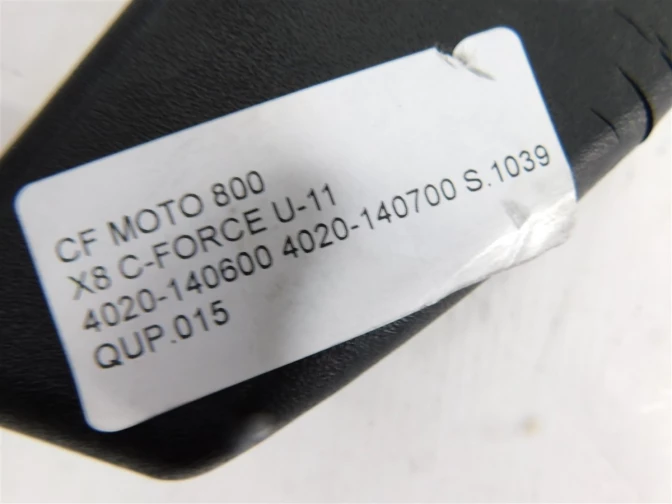 CF MOTO 800
X8 C-FORCE U-11
4020-140600 4020-140700 S.1039
QUP.015